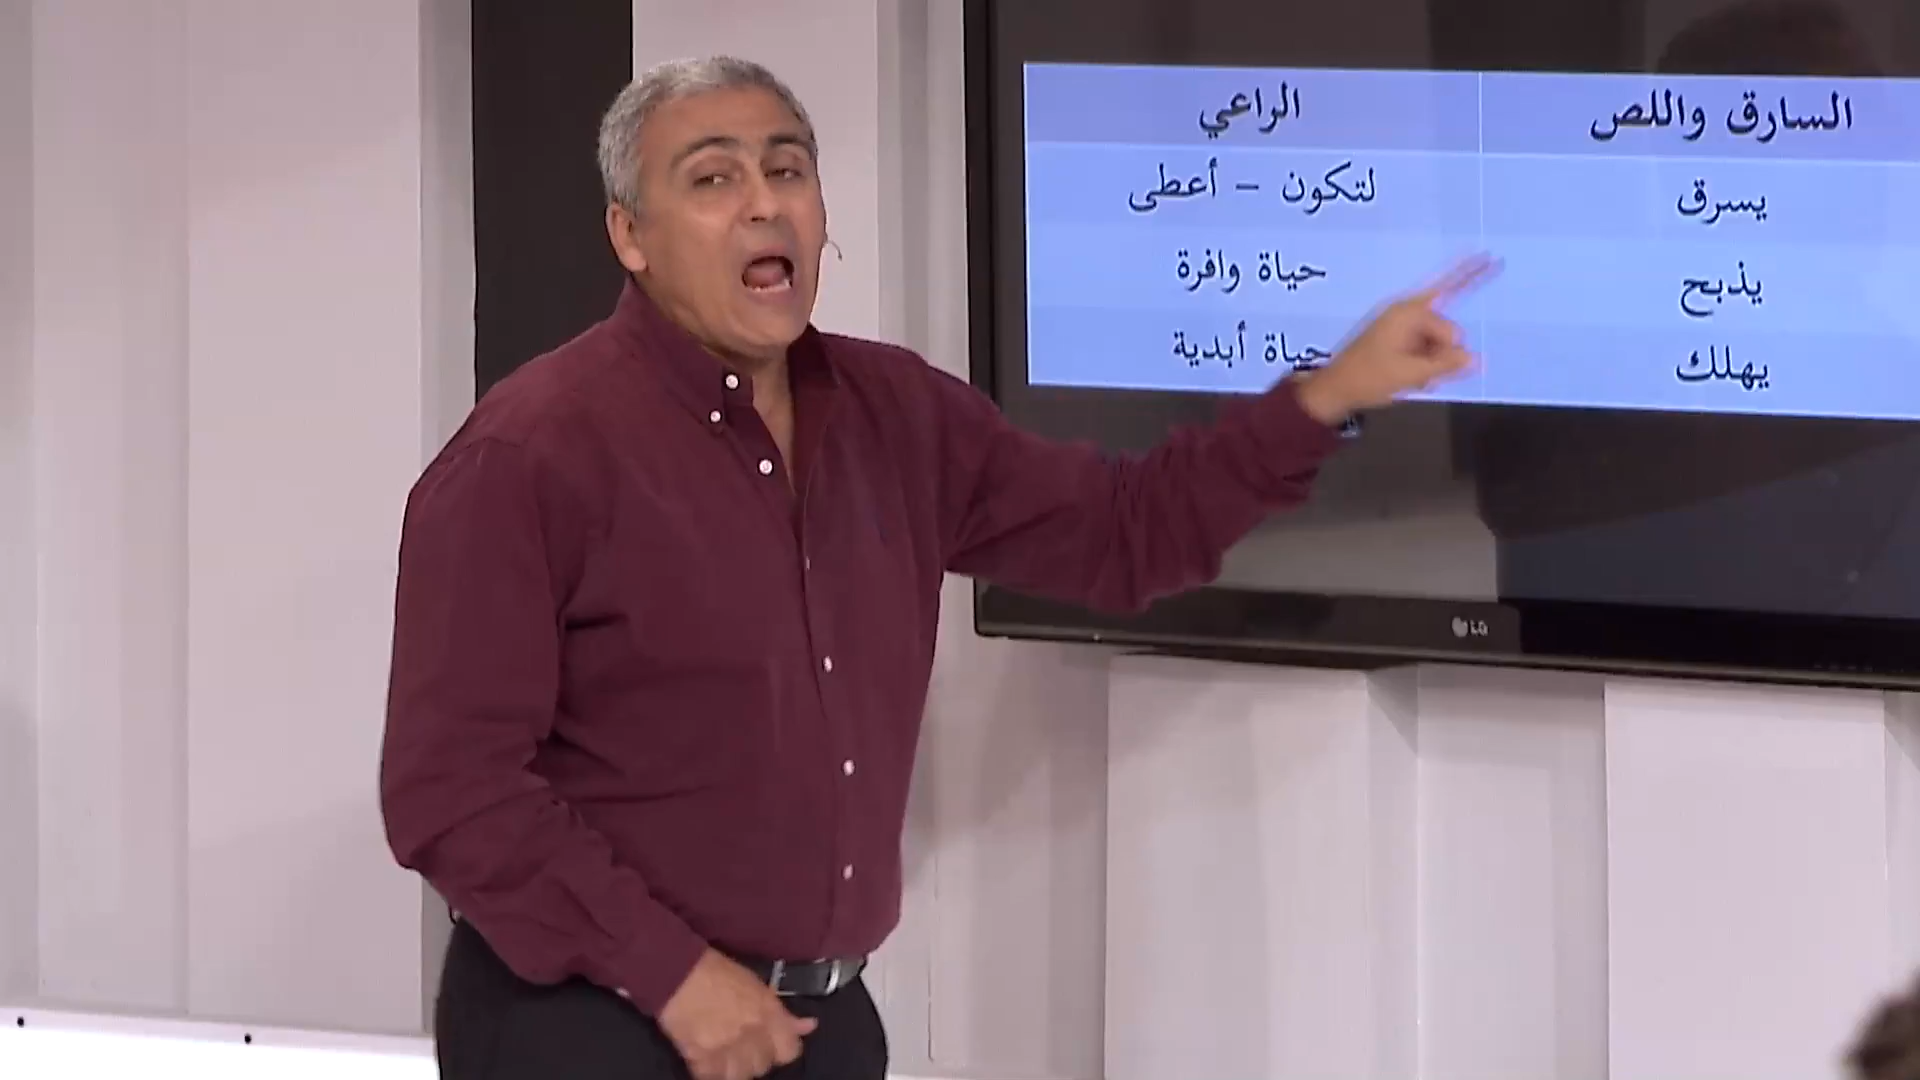 السارق واللص	الراعي
يسرق	لتكون – أعطى
يذبح	حياة وافرة
يهلك	حياة أبدية
LG